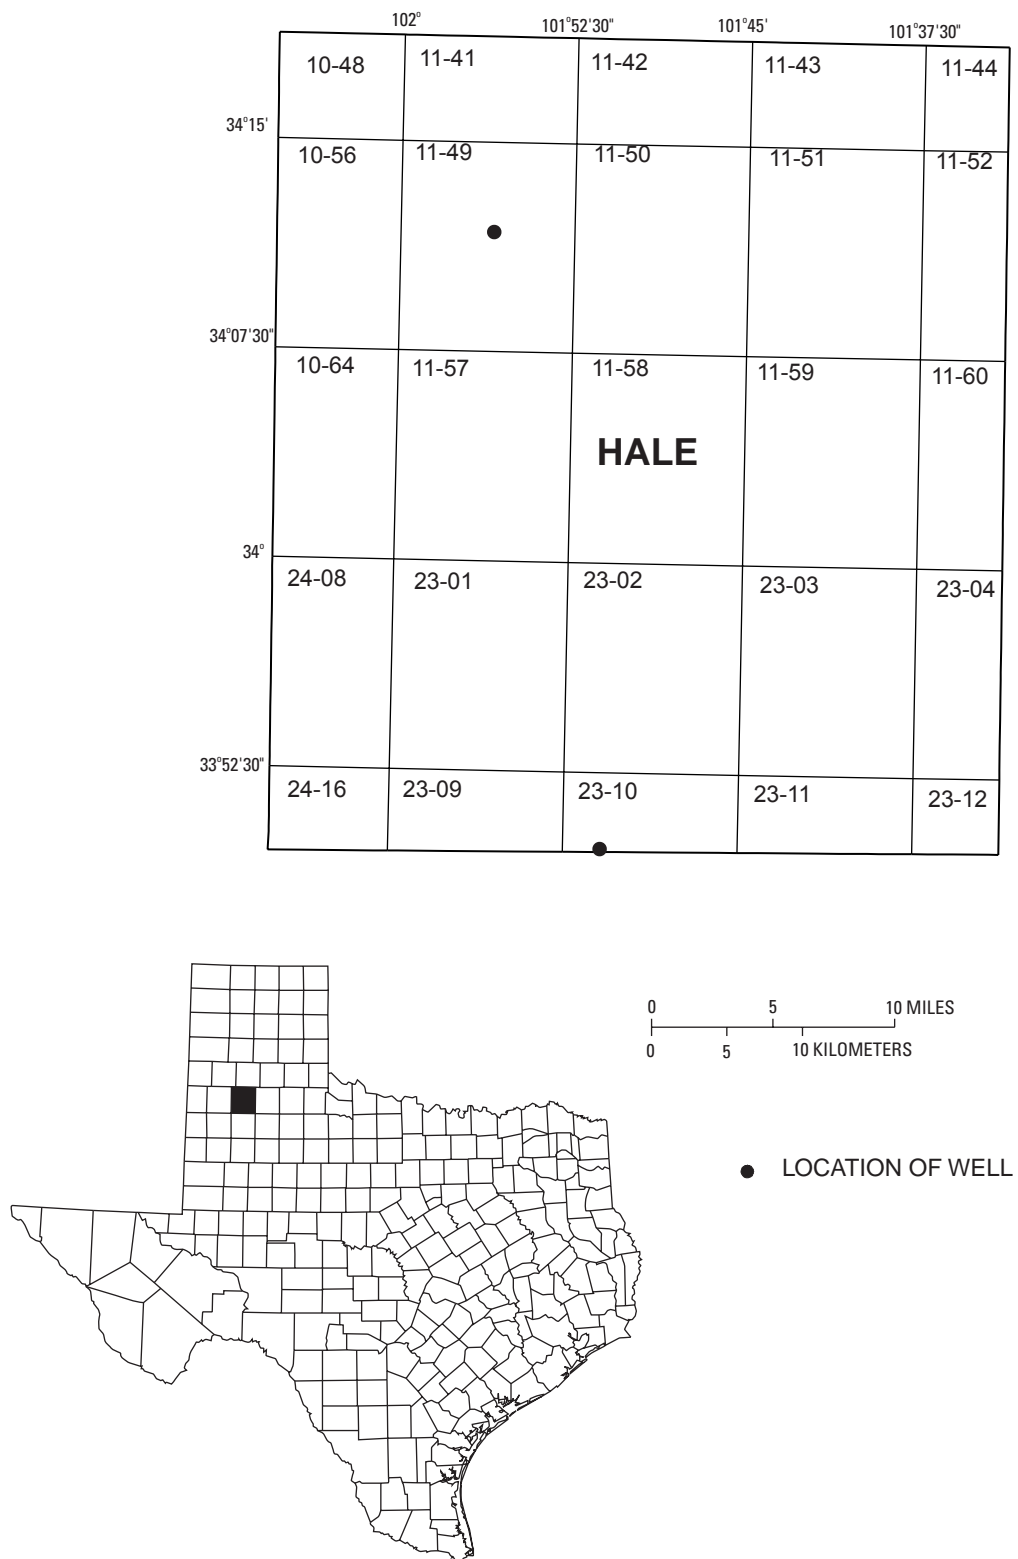 102° 101°52'30" 101°45' 101°37'30"
10-48 11-41 11-42 11-43 11-44
34°15'
10-56 11-49 11-50 11-51 11-52
34°07'30"
10-64 11-57 11-58 11-59 11-60
HALE
34°
24-08 23-01 23-02 23-03 23-04
33°52'30"
24-16 23-09 23-10 23-11 23-12
0 5 10 MILES
0 5 10 KILOMETERS
LOCATION OF WELL